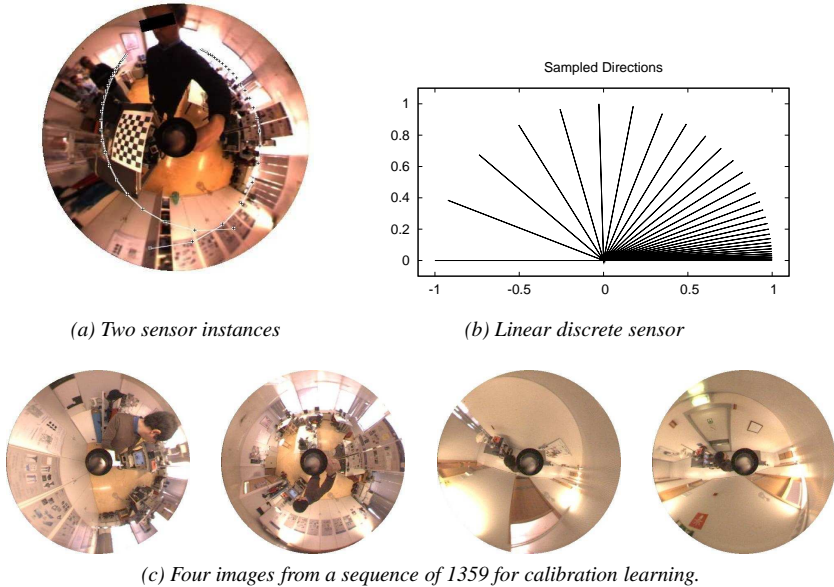 Sampled Directions
1
0.8
0.6
0.4
0.2
0
-1 -0.5 0 0.5 1
(a) Two sensor instances
(b) Linear discrete sensor
(c) Four images from a sequence of 1359 for calibration learning.